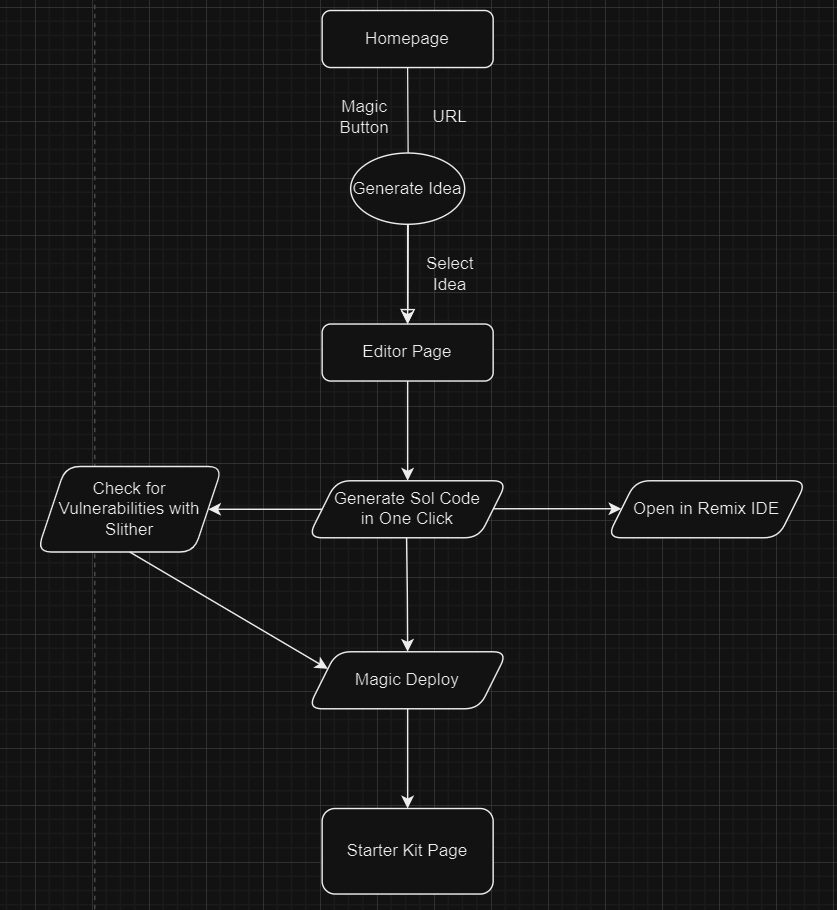 Homepage
Magic
Button
URL
Generate Idea
Select
Idea
Editor Page
Check for
Vulnerabilities with
Slither
Generate Sol Code
in One Click
Open in Remix IDE
Magic Deploy
Starter Kit Page